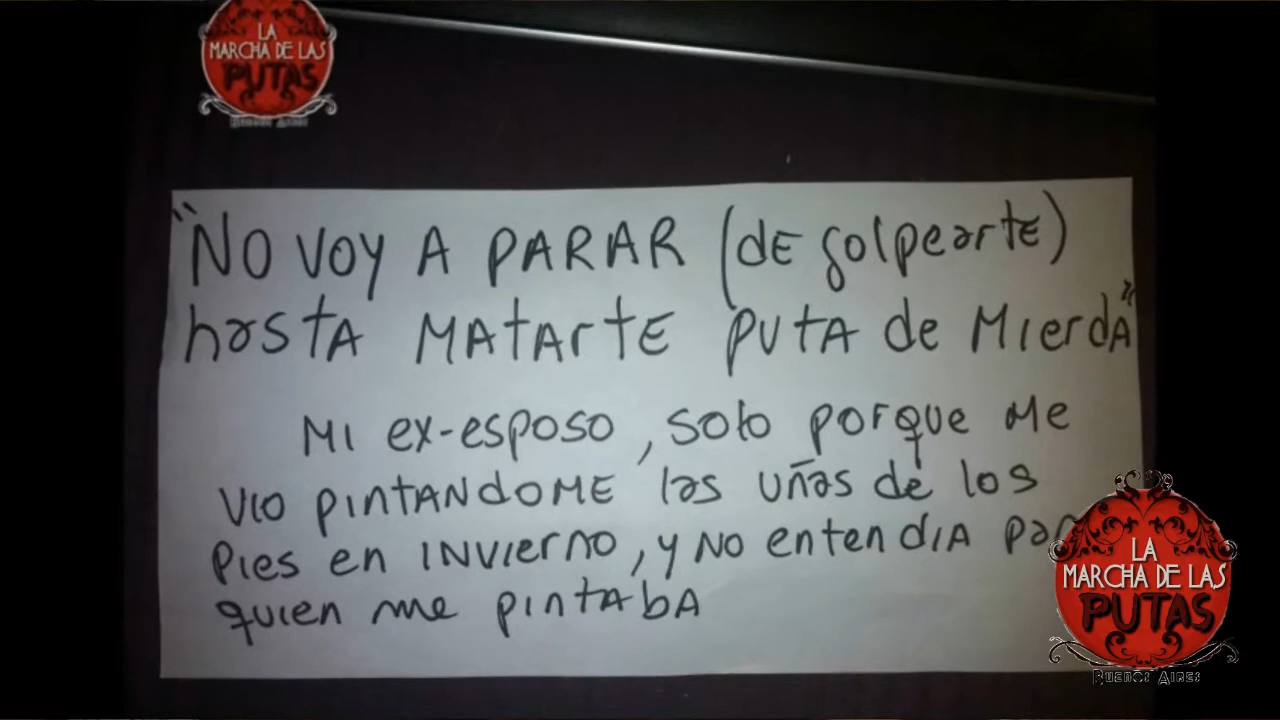 LA
MARCHA DE LAS
PUTAS
BUENOS AIRES
"NO VOY A PARAR (dE golpearte)
hasta MATArtE PUTA de MierdA"
Mi ex-esposo, solo porque Me
vio pintANdOME las uñas de los
pies en INVIErno, y NO entendIA
quien me pintAbA
LA
MARCHA DE LAS
PUTAS
BUENOS AIRES